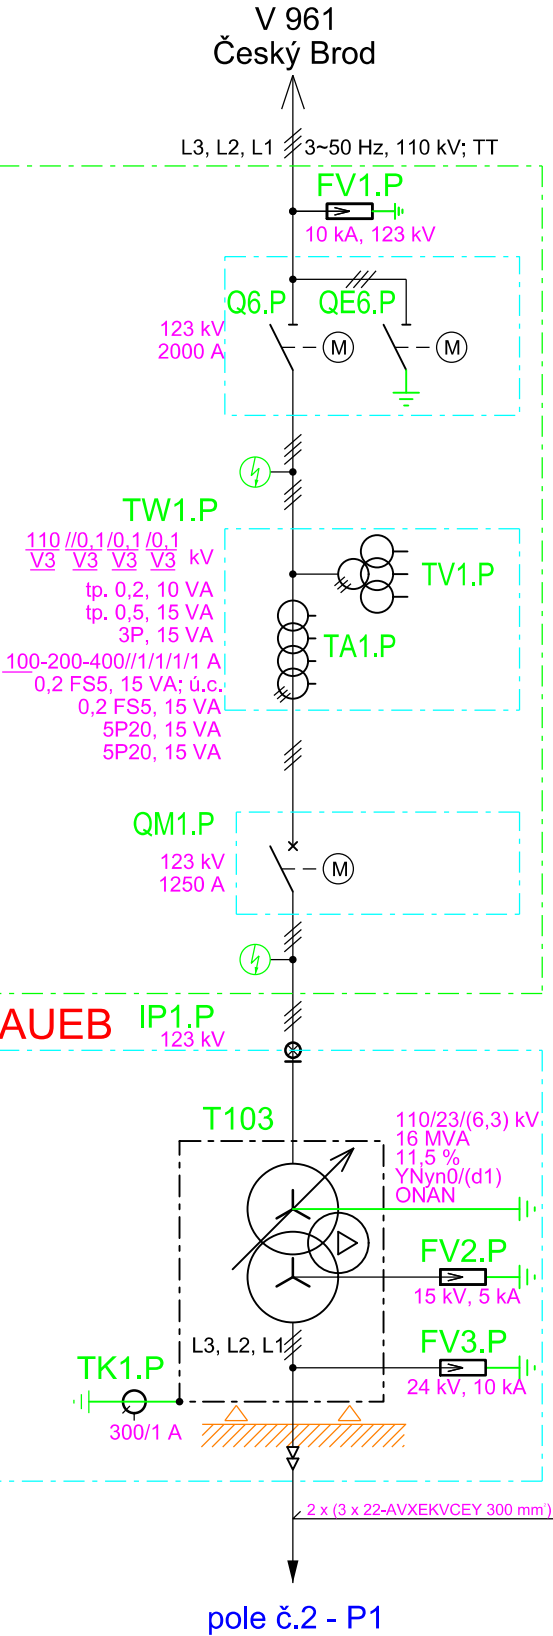 V 961
Český Brod
L3, L2, L1
3~50 Hz, 110 kV; TT
FV1.P
10 kA, 123 kV
Q6.P
QE6.P
123 kV
2000 A
M
M
TW1.P
110 //0,1/0,1 /0,1
V3 V3 V3 V3 kV
tp. 0,2, 10 VA
tp. 0,5, 15 VA
3P, 15 VA
TV1.P
TA1.P
100-200-400//1/1/1/1 A
0,2 FS5, 15 VA; ú.c.
0,2 FS5, 15 VA
5P20, 15 VA
5P20, 15 VA
QM1.P
123 kV
1250 A
M
AUEB
IP1.P
123 kV
T103
110/23/(6,3) kV
16 MVA
11,5 %
YNyn0/(d1)
ONAN
FV2.P
15 kV, 5 kA
L3, L2, L1
FV3.P
24 kV, 10 kA
TK1.P
300/1 A
2 x (3 x 22-AVXEKVCEY 300 mm²)
pole č.2 - P1